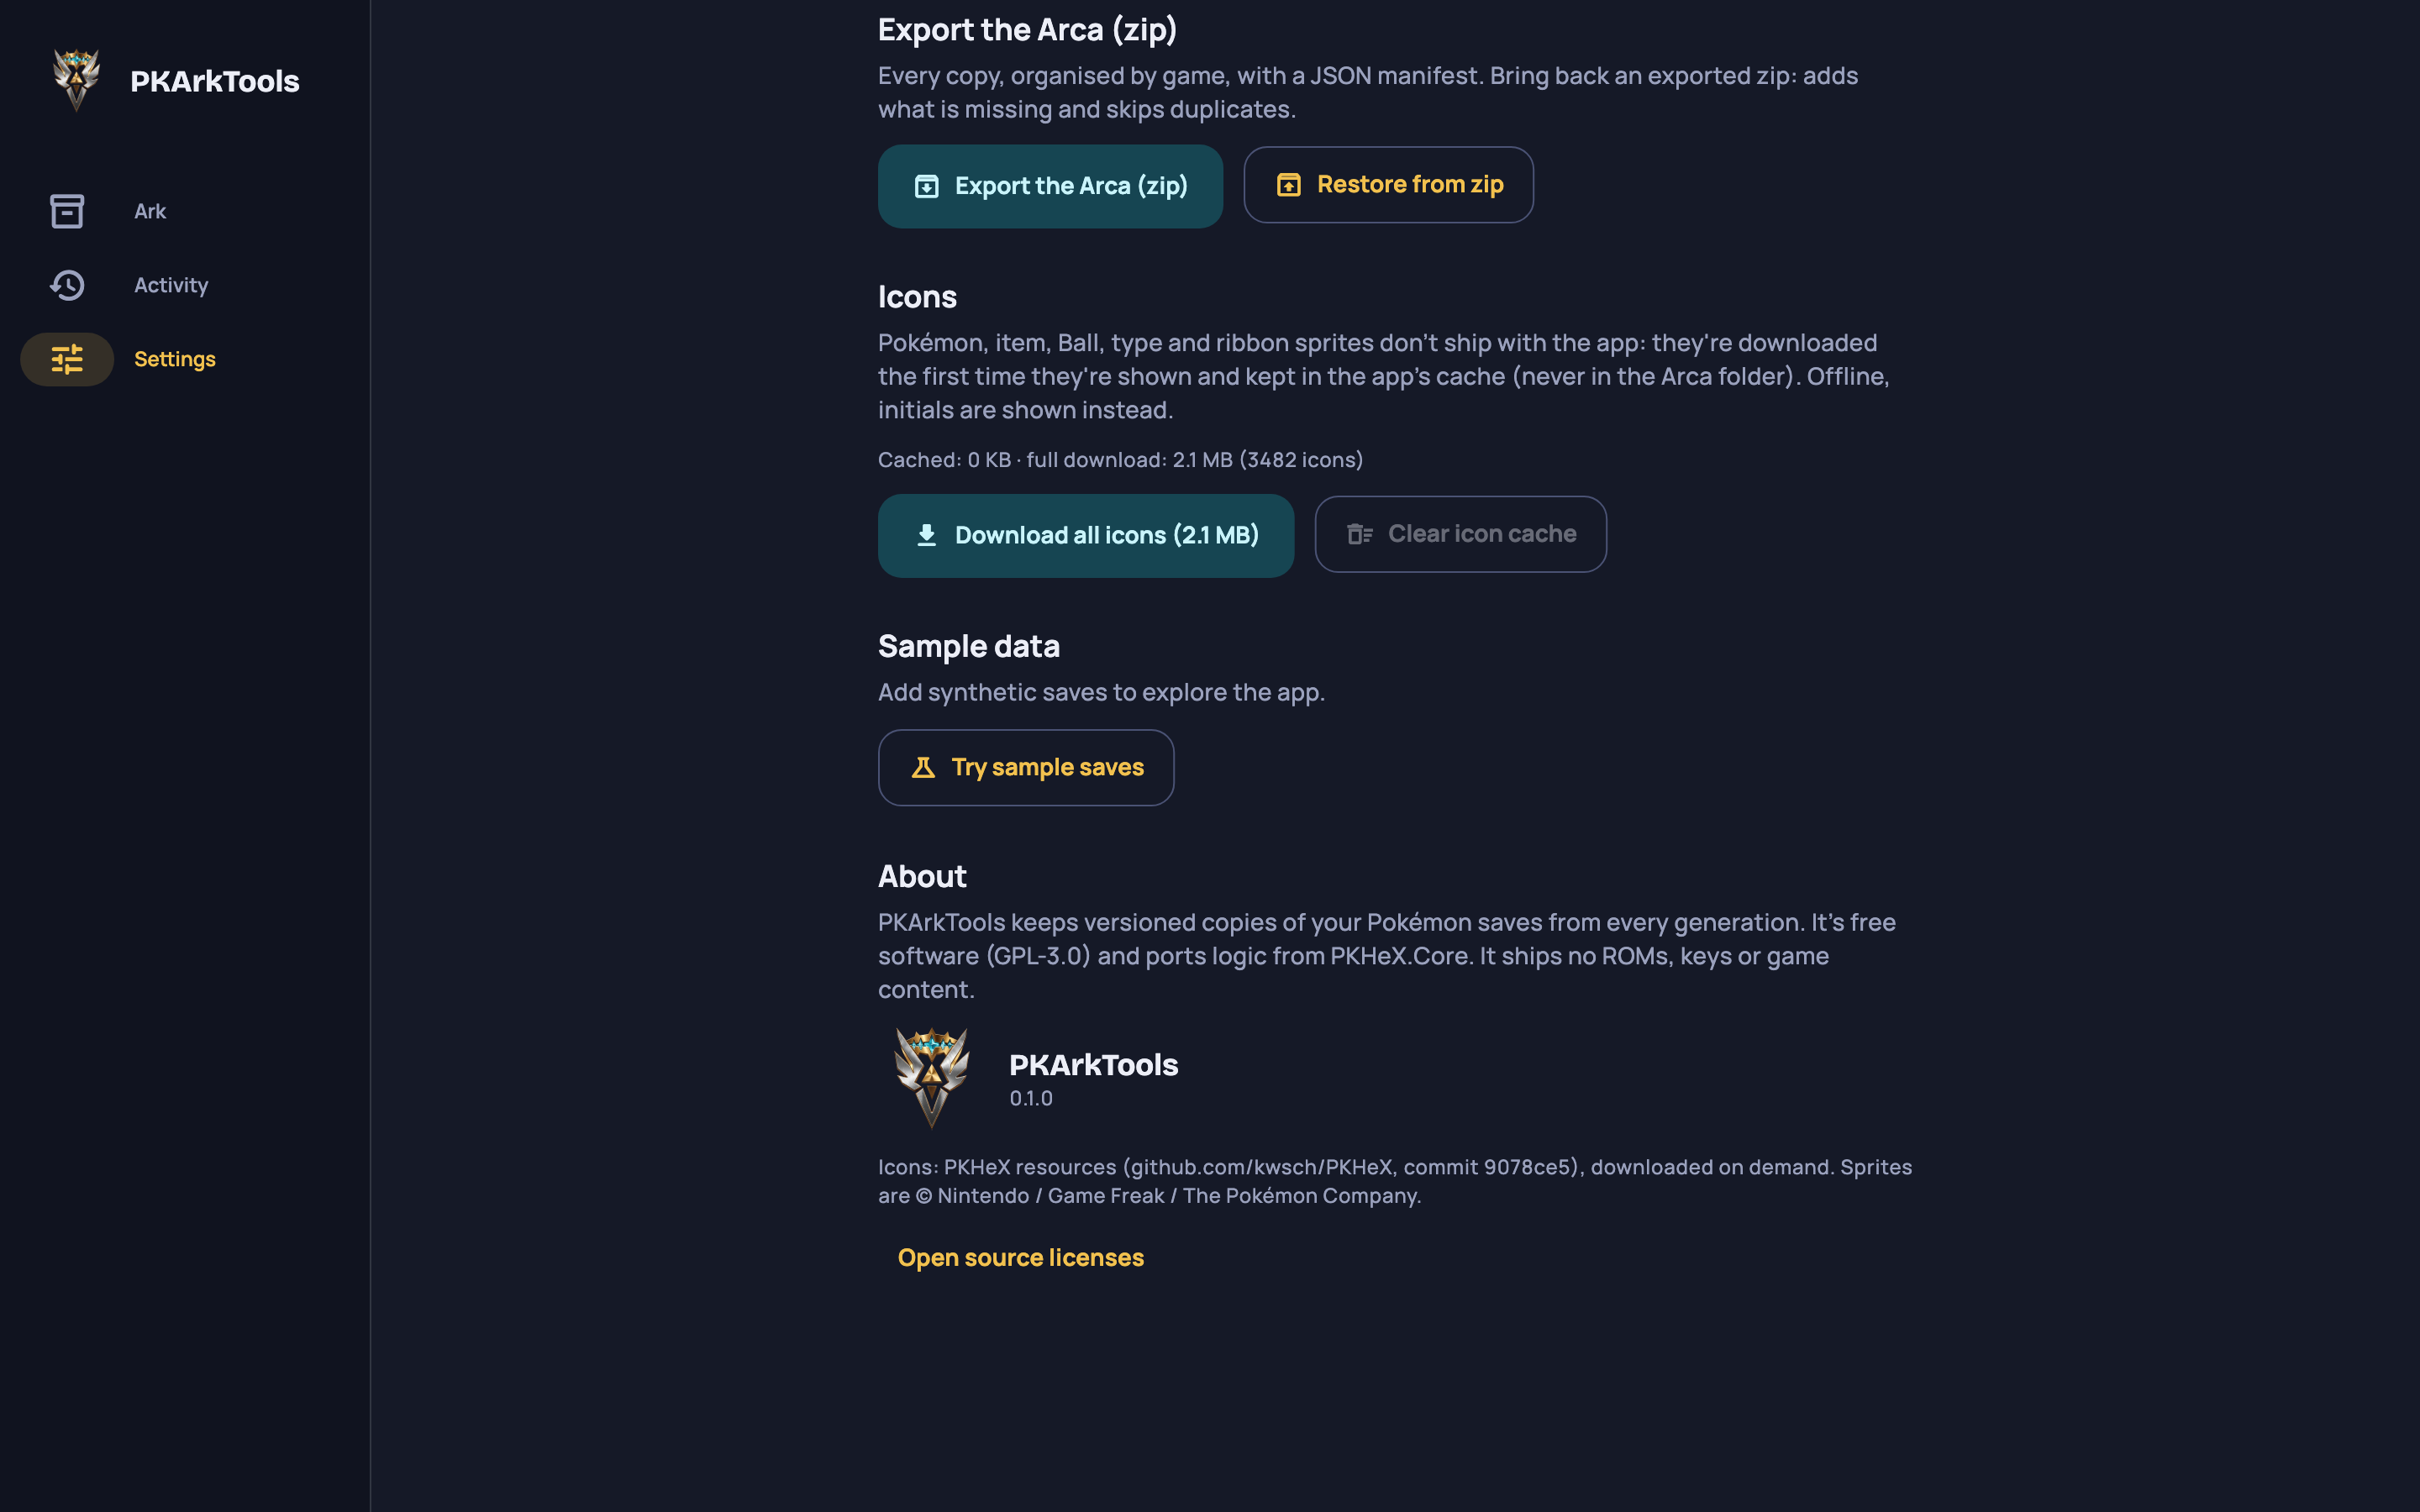 PKArkTools
Ark
Activity
Settings
Export the Arca (zip)
Every copy, organised by game, with a JSON manifest. Bring back an exported zip: adds
what is missing and skips duplicates.
Export the Arca (zip)
Restore from zip
Icons
Pokémon, item, Ball, type and ribbon sprites don't ship with the app: they're downloaded
the first time they're shown and kept in the app's cache (never in the Arca folder). Offline,
initials are shown instead.
Cached: 0 KB · full download: 2.1 MB (3482 icons)
Download all icons (2.1 MB)
Clear icon cache
Sample data
Add synthetic saves to explore the app.
Try sample saves
About
PKArkTools keeps versioned copies of your Pokémon saves from every generation. It's free
software (GPL-3.0) and ports logic from PKHeX.Core. It ships no ROMs, keys or game
content.
PKArkTools
0.1.0
Icons: PKHeX resources (github.com/kwsch/PKHeX, commit 9078ce5), downloaded on demand. Sprites
are © Nintendo / Game Freak / The Pokémon Company.
Open source licenses